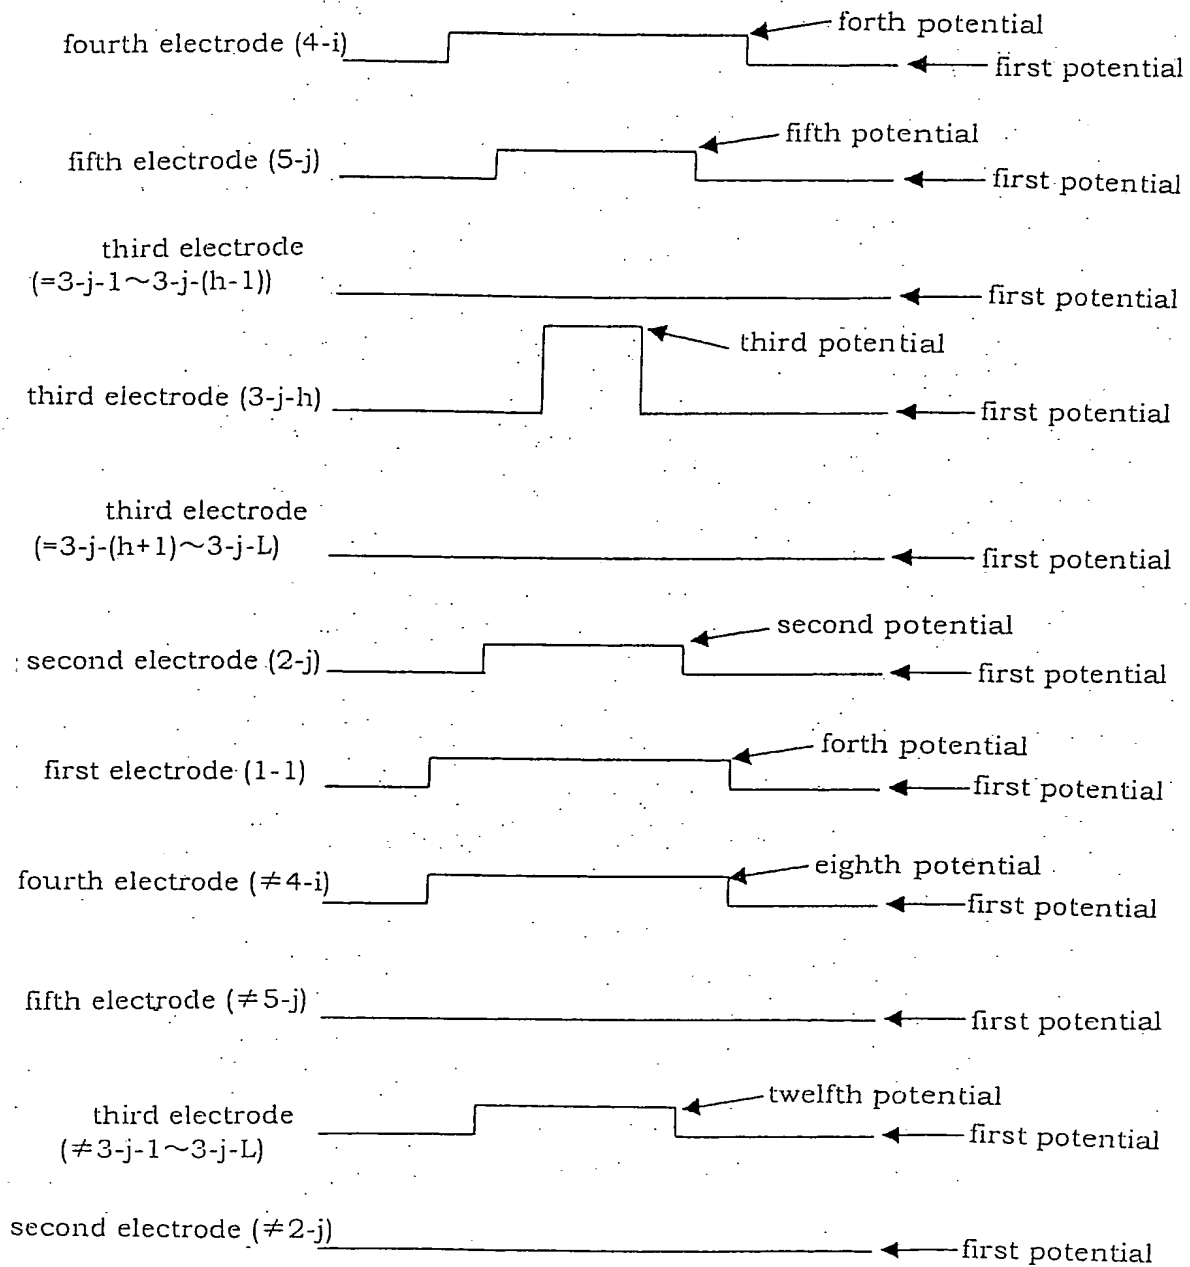 forth potential
fourth electrode (4-i)
first potential
fifth potential
fifth electrode (5-j)
first potential
third electrode
(=3-j-1～3-j-(h-1))
first potential
third potential
third electrode (3-j-h)
first potential
third electrode
(=3-j-(h+1)～3-j-L)
first potential
second potential
second electrode (2-j)
first potential
forth potential
first electrode (1-1)
first potential
eighth potential
fourth electrode (≠4-i)
first potential
fifth electrode (≠5-j)
first potential
twelfth potential
third electrode
(≠3-j-1～3-j-L)
first potential
second electrode (≠2-j)
first potential